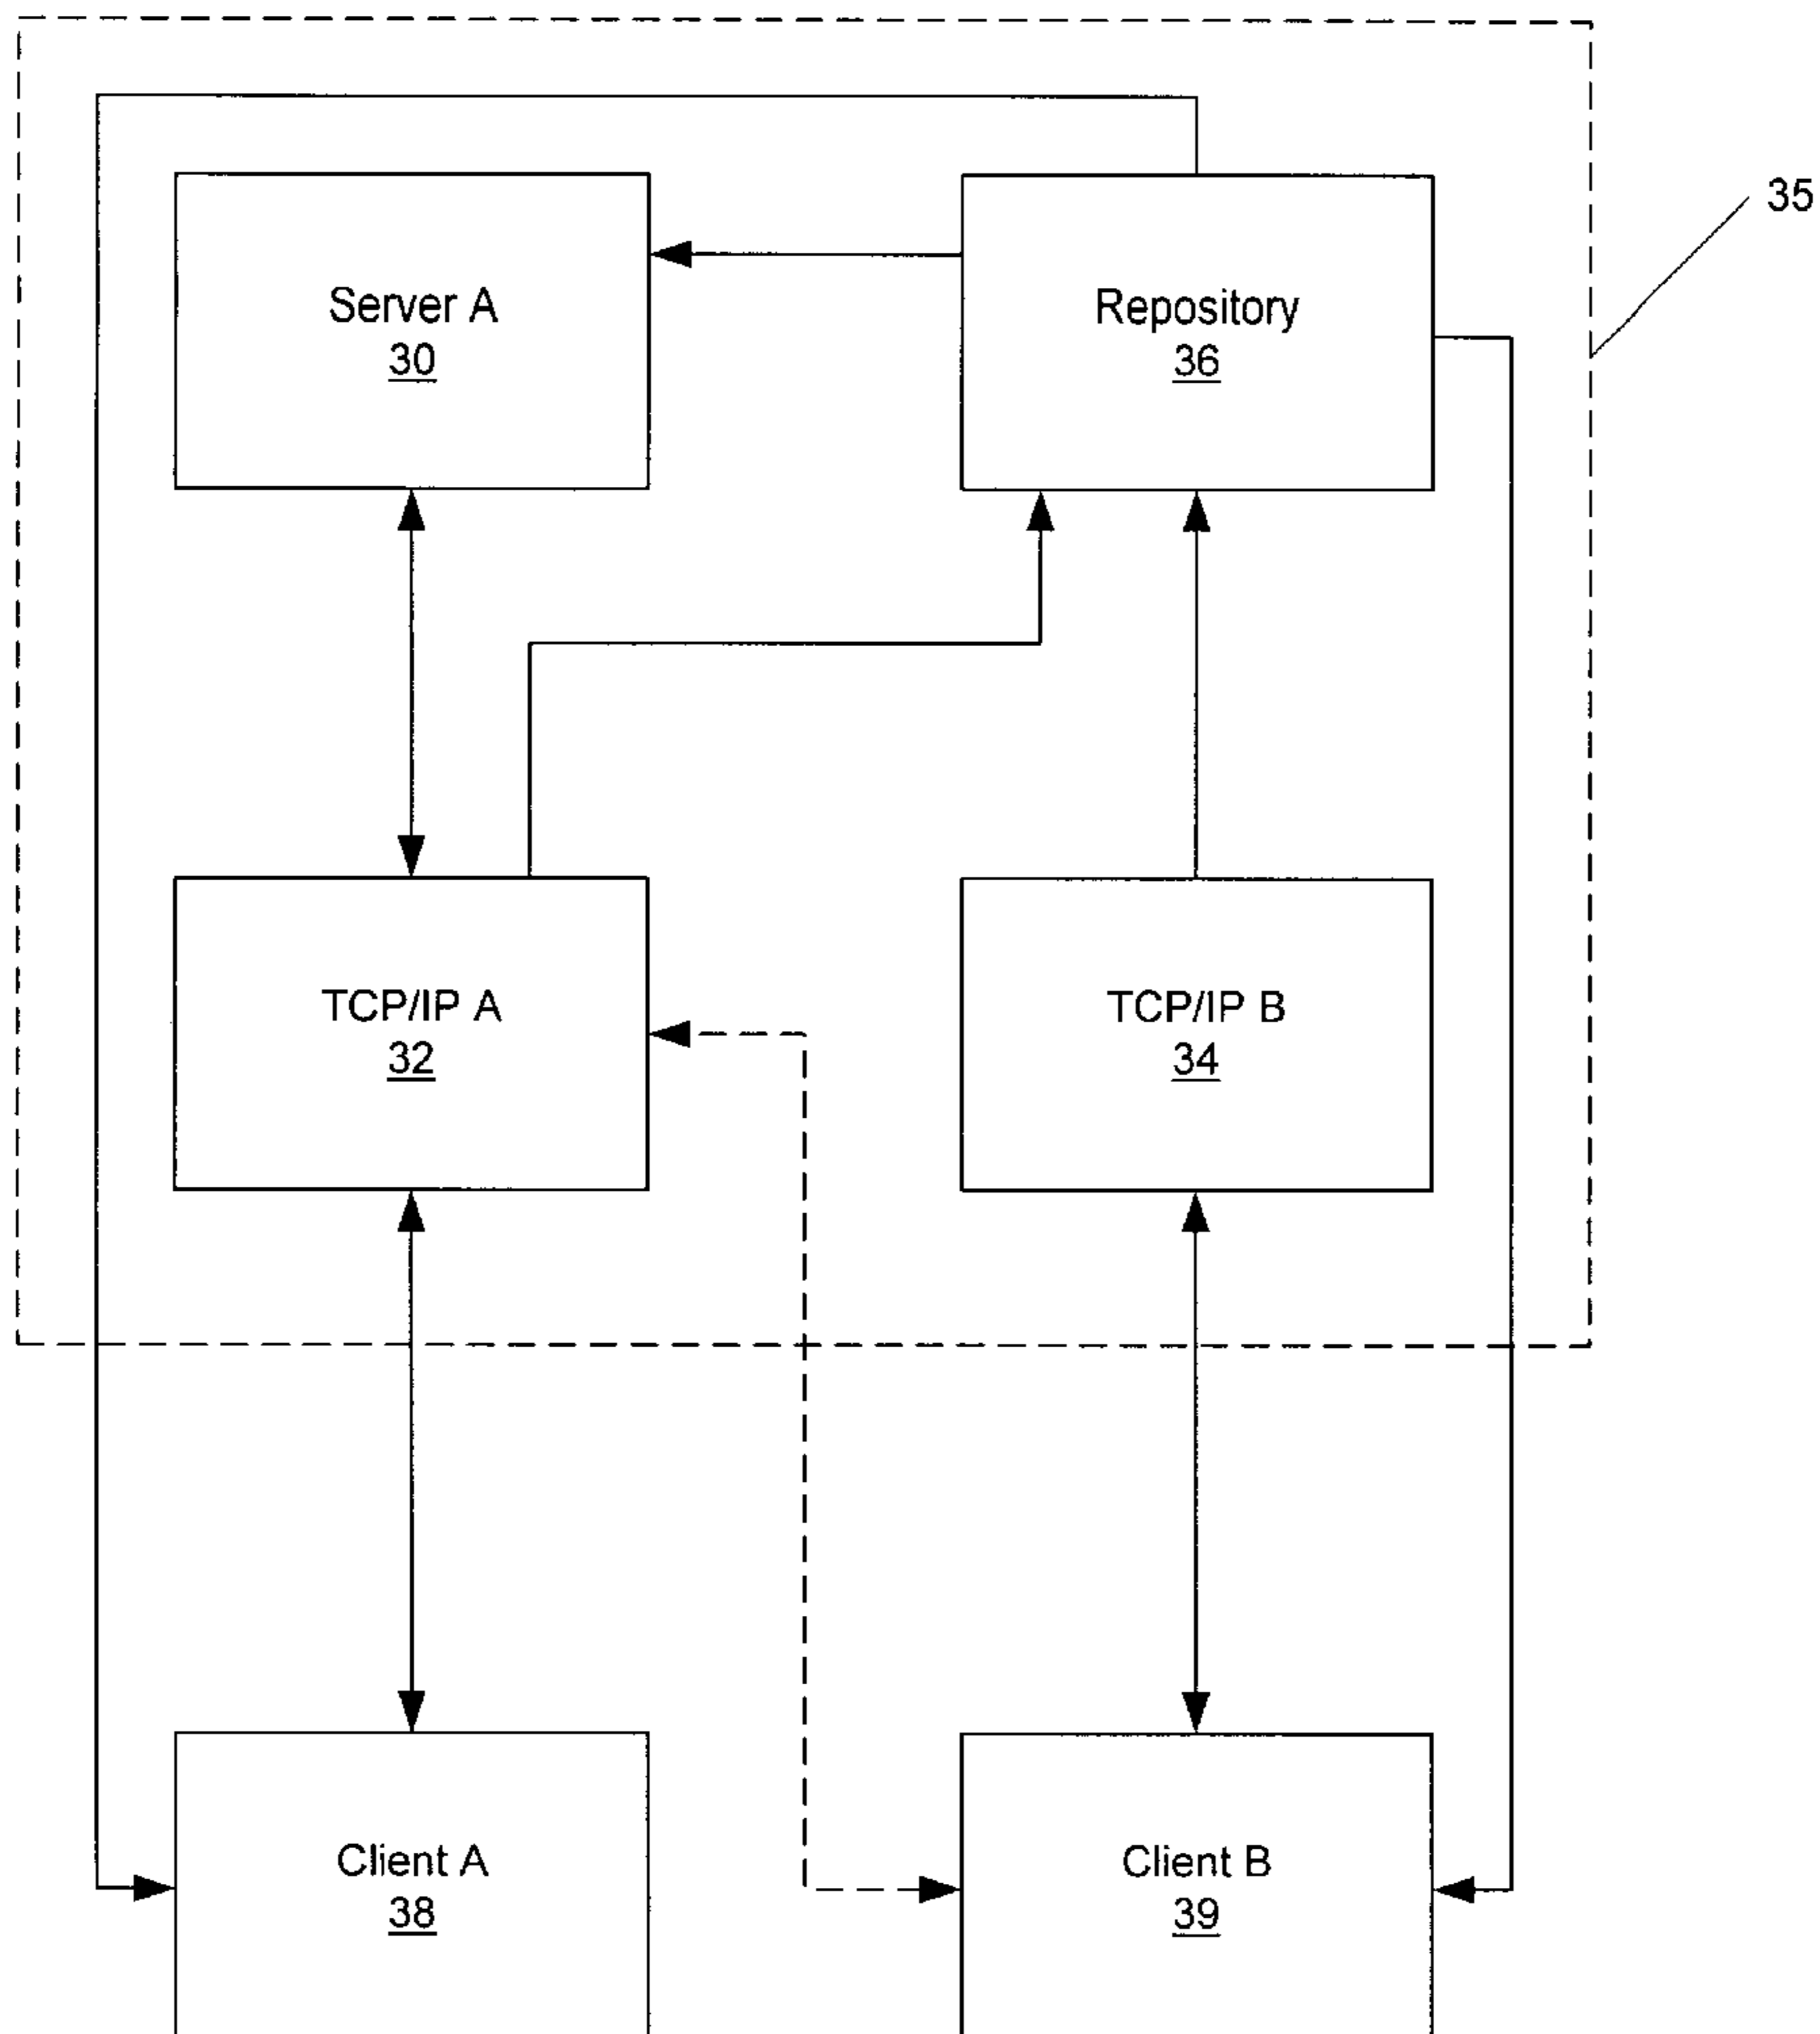 35
Server A
30
Repository
36
TCP/IP A
32
TCP/IP B
34
Client A
38
Client B
39